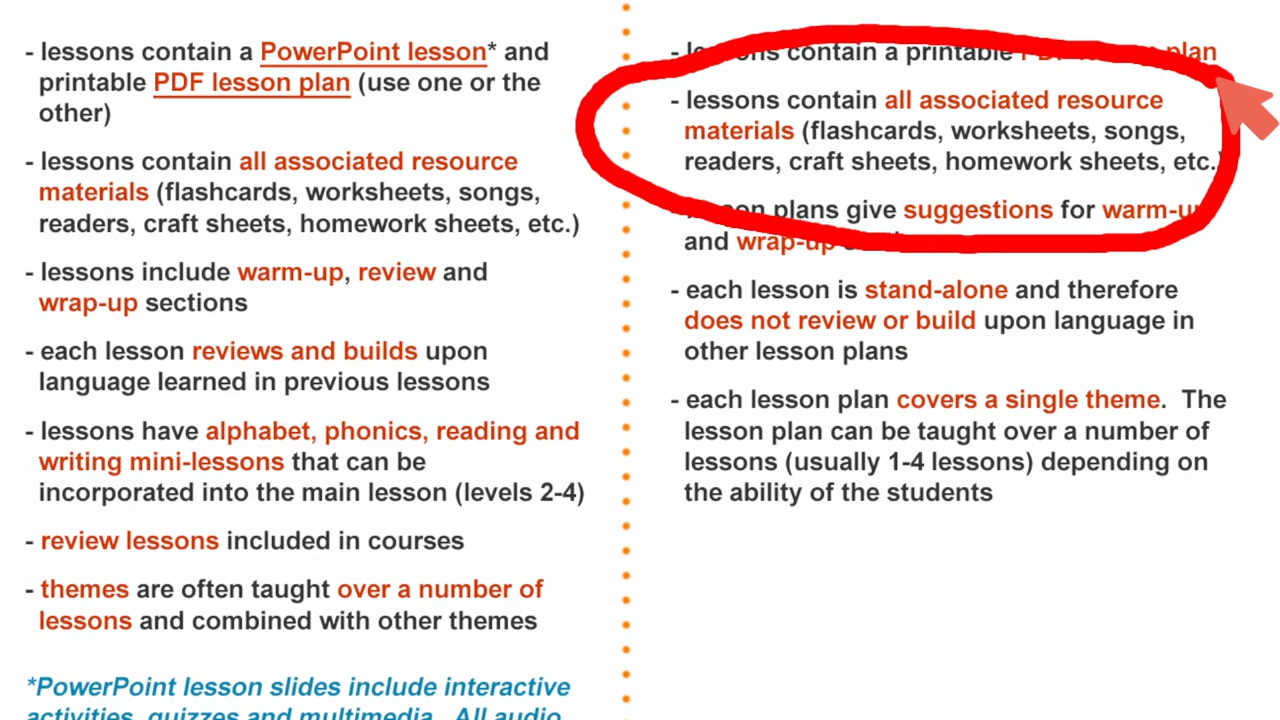 - lessons contain a PowerPoint lesson* and
printable PDF lesson plan (use one or the
other)
- lessons contain all associated resource
materials (flashcards, worksheets, songs,
readers, craft sheets, homework sheets, etc.)
- lessons include warm-up, review and
wrap-up sections
- each lesson reviews and builds upon
language learned in previous lessons
- lessons have alphabet, phonics, reading and
writing mini-lessons that can be
incorporated into the main lesson (levels 2-4)
- review lessons included in courses
- themes are often taught over a number of
lessons and combined with other themes
*PowerPoint lesson slides include interactive
activities, quizzes and multimedia. All audio
- lessons contain a printable plan
- lessons contain all associated resource
materials (flashcards, worksheets, songs,
readers, craft sheets, homework sheets, etc.)
plans give suggestions for warm-up
and wrap-up
- each lesson is stand-alone and therefore
does not review or build upon language in
other lesson plans
- each lesson plan covers a single theme. The
lesson plan can be taught over a number of
lessons (usually 1-4 lessons) depending on
the ability of the students